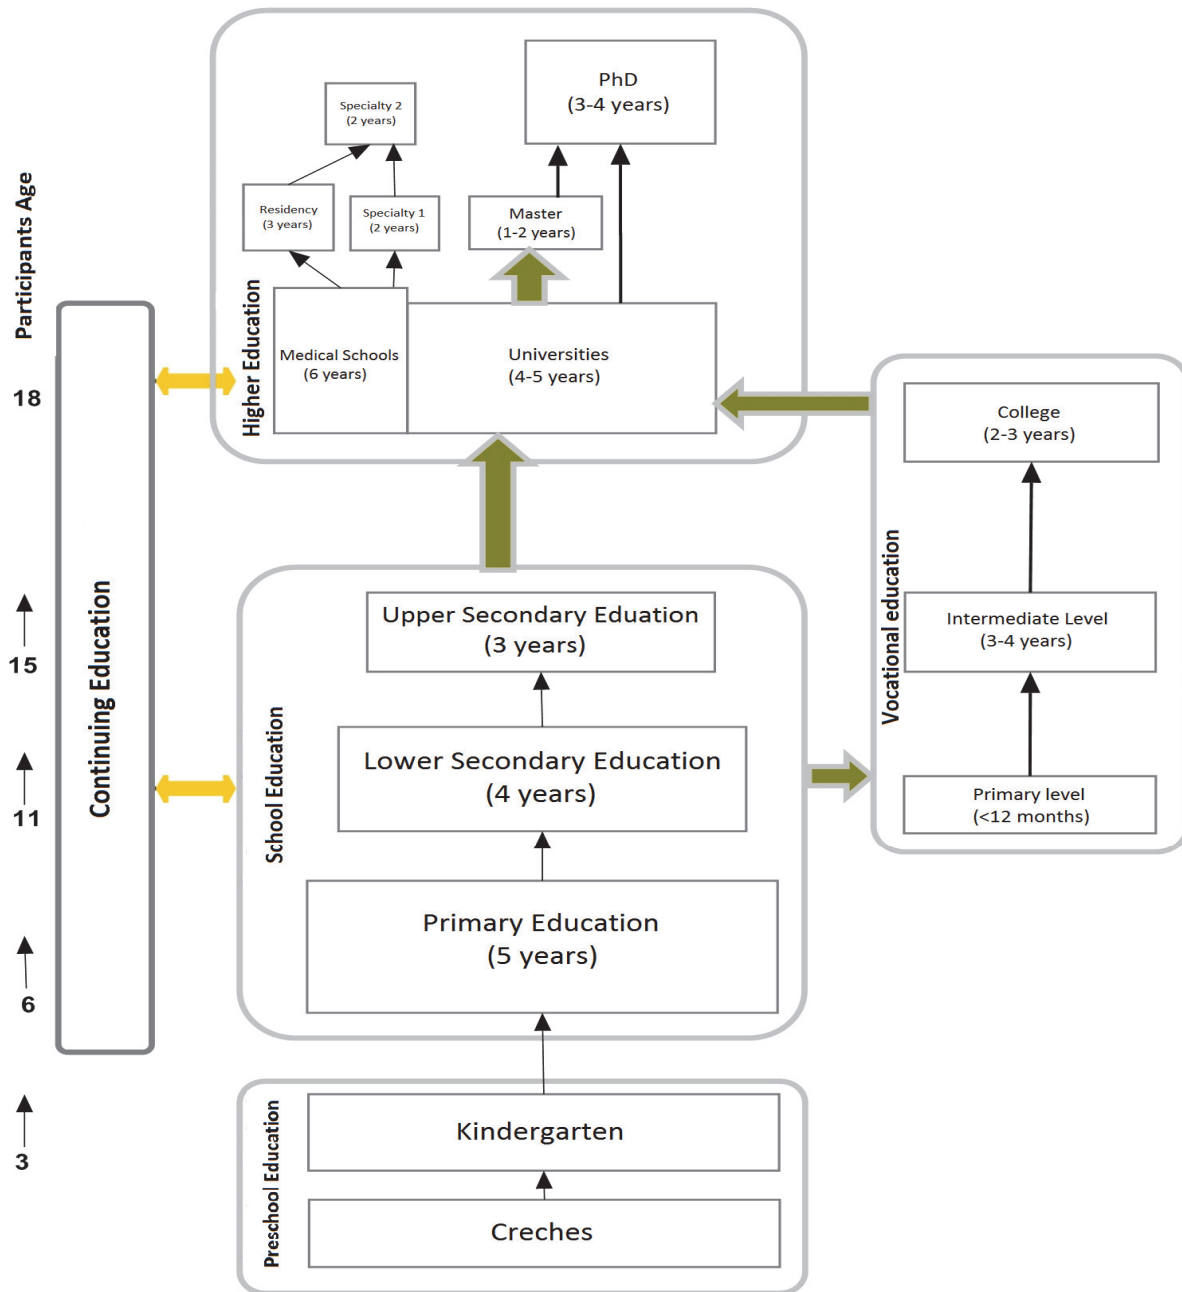 Participants Age
18
15
11
6
3
Continuing Education
Higher Education
PhD
(3-4 years)
Specialty 2
(2 years)
Residency
(3 years)
Specialty 1
(2 years)
Master
(1-2 years)
Medical Schools
(6 years)
Universities
(4-5 years)
Vocational education
College
(2-3 years)
Intermediate Level
(3-4 years)
Primary level
(<12 months)
School Education
Upper Secondary Eduation
(3 years)
Lower Secondary Education
(4 years)
Primary Education
(5 years)
Preschool Education
Kindergarten
Creches